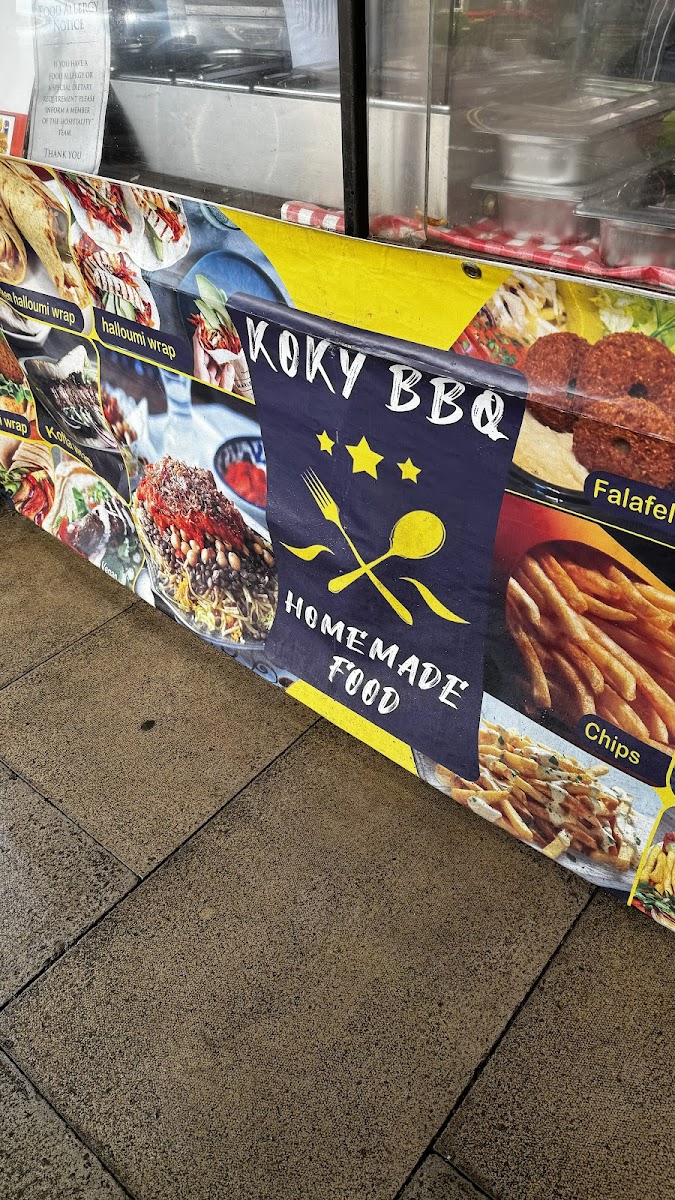 FOOD ALLERGY
NOTICE
IF YOU HAVE A
FOOD ALLERGY OR
A SPECIAL DIETARY
REQUIREMENT PLEASE
INFORM A MEMBER
OF THE HOSPITALITY
TEAM.
THANK YOU
halloumi wrap
halloumi wrap
wrap
Kofta wrap
KOKY BBQ
HOMEMADE
FOOD
Falafel
Chips